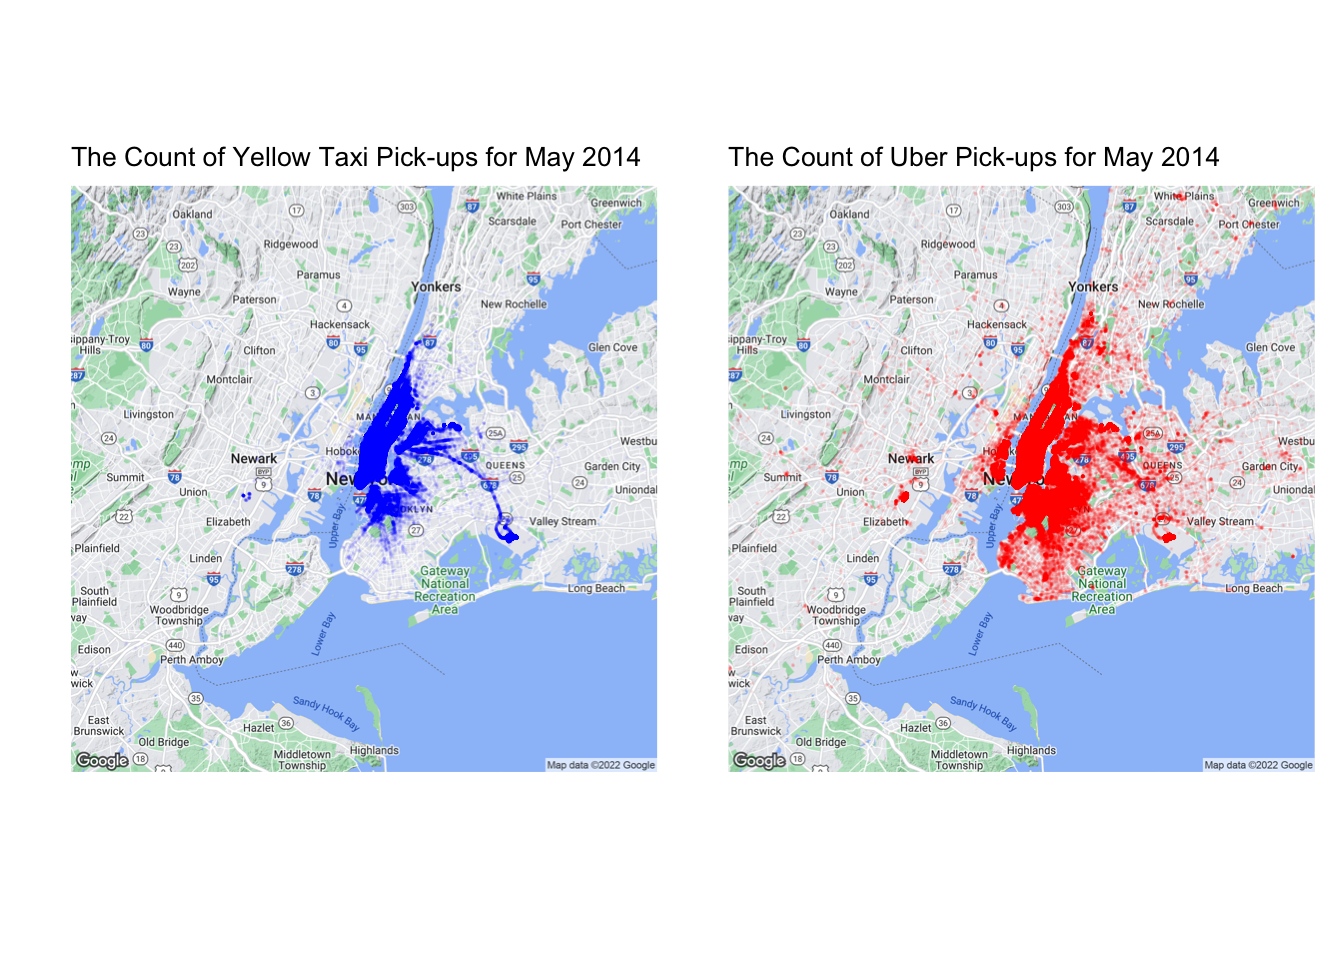 The Count of Yellow Taxi Pick-ups for May 2014
White Plains
Greenwich
Oakland
17
303
87
Scarsdale
Port Chester
23
23
202
Ridgewood
Paramus
95
Wayne
Paterson
4
Yonkers
New Rochelle
Hackensack
sippany-Troy
Hills
80
80
95
87
Clifton
Glen Cove
287
Montclair
3
Livingston
24
25A
Westbu
Newark
295
QUEENS
Garden City
Summit
78
BYP
9
278
25
24
Union
78
678
Uniondal
22
Elizabeth
Upper Bay
27
Valley Stream
Plainfield
Linden
278
95
Gateway
National
Recreation
Area
Long Beach
South
Plainfield
9
Woodbridge
Township
way
Edison
440
Perth Amboy
Lower Bay
w
wick
35
Sandy Hook Bay
East
Brunswick
36
Hazlet
Old Bridge
Highlands
Middletown
Township
Google
18
9
Map data ©2022 Google
The Count of Uber Pick-ups for May 2014
White Plains
Greenwich
Oakland
17
303
87
Scarsdale
Port Chester
23
23
202
Ridgewood
Paramus
95
Wayne
Paterson
4
Yonkers
New Rochelle
Hackensack
sippany-Troy
Hills
80
80
95
87
Clifton
Glen Cove
287
Montclair
3
Livingston
24
25A
Westbu
Newark
295
QUEENS
Garden City
Summit
78
BYP
9
25
24
Union
78
678
Uniondal
22
Elizabeth
Upper Bay
Valley Stream
Plainfield
Linden
278
95
Gateway
National
Recreation
Area
Long Beach
South
Plainfield
9
Woodbridge
Township
way
Edison
440
Perth Amboy
Lower Bay
w
wick
35
Sandy Hook Bay
East
Brunswick
36
Hazlet
Old Bridge
Highlands
Middletown
Township
Google
18
9
Map data ©2022 Google